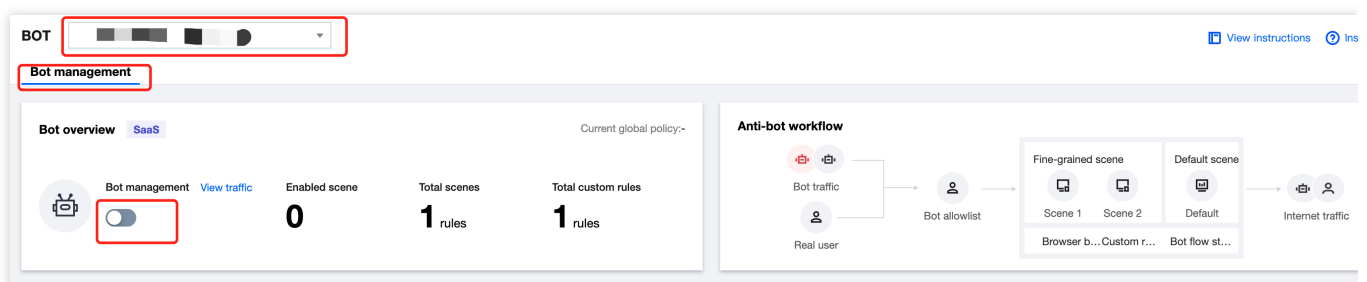 BOT
View instructions
Ins
Bot management
Bot overview SaaS
Current global policy:-
Bot management View traffic
Enabled scene
0
Total scenes
1 rules
Total custom rules
1 rules
Anti-bot workflow
Bot traffic
Real user
Bot allowlist
Fine-grained scene
Scene 1 Scene 2
Browser b... Custom r...
Default scene
Default
Bot flow st...
Internet traffic